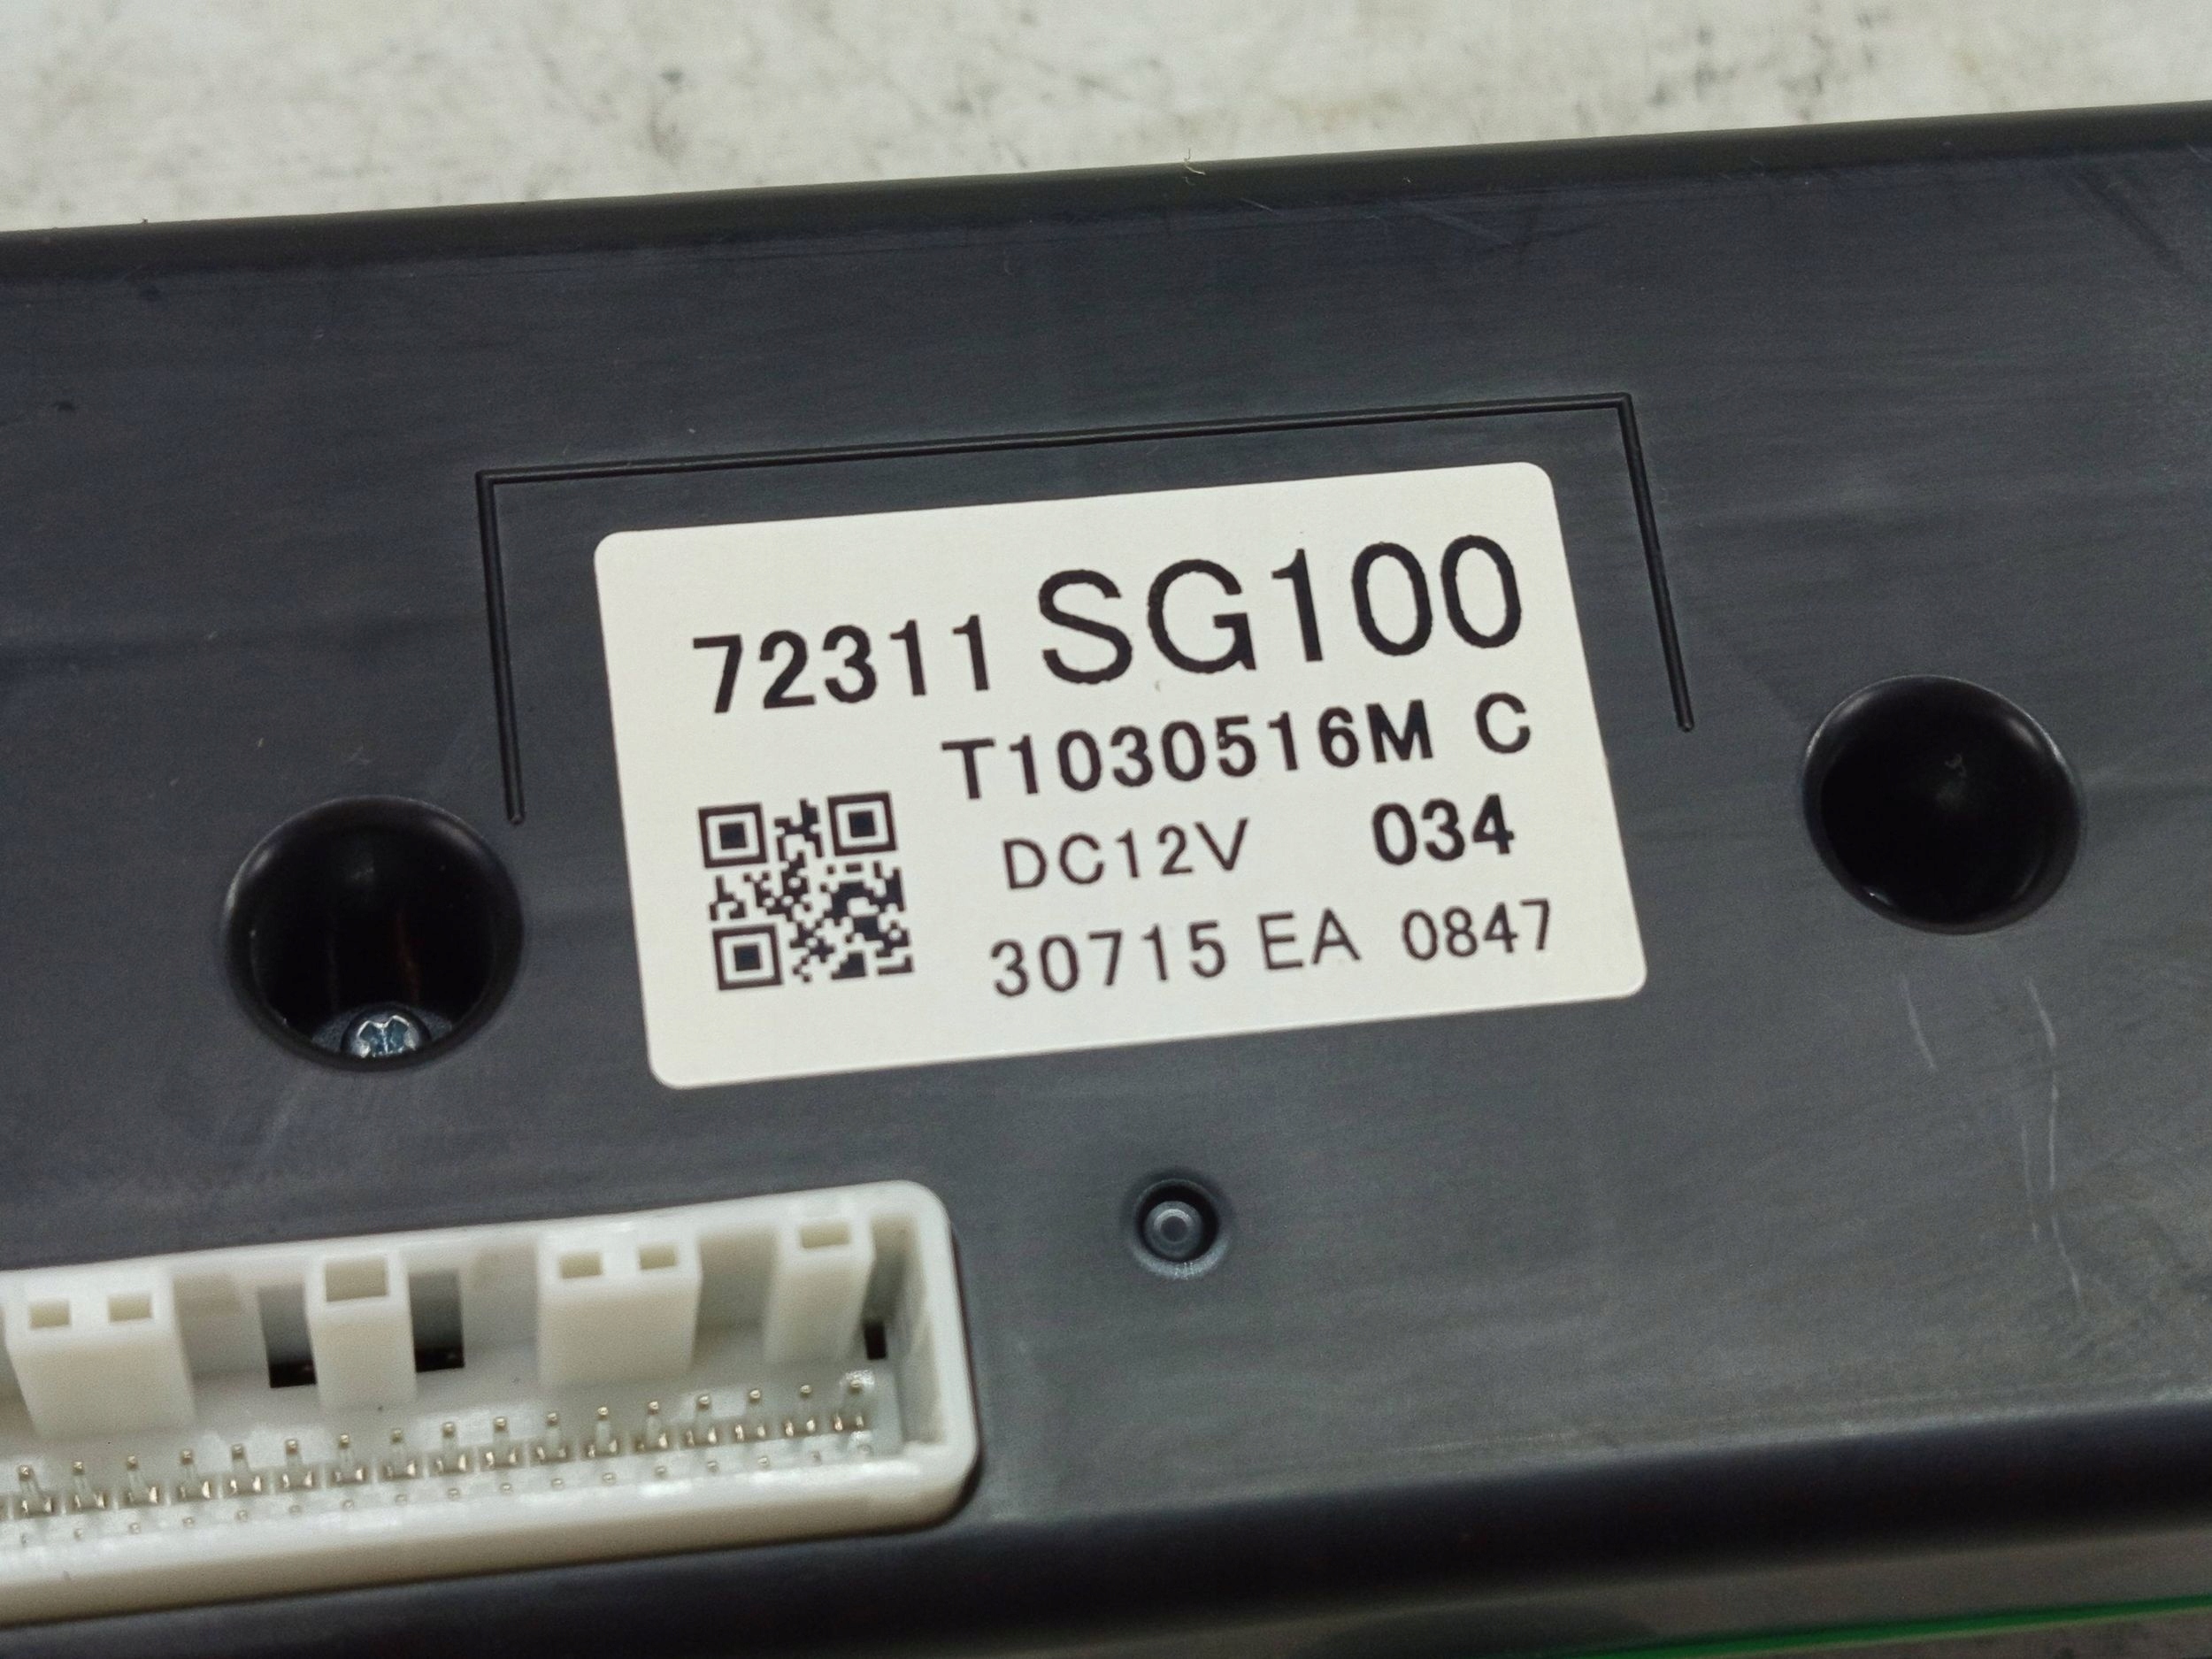 72311 SG100
T1030516M C
DC12V 034
30715 EA 0847